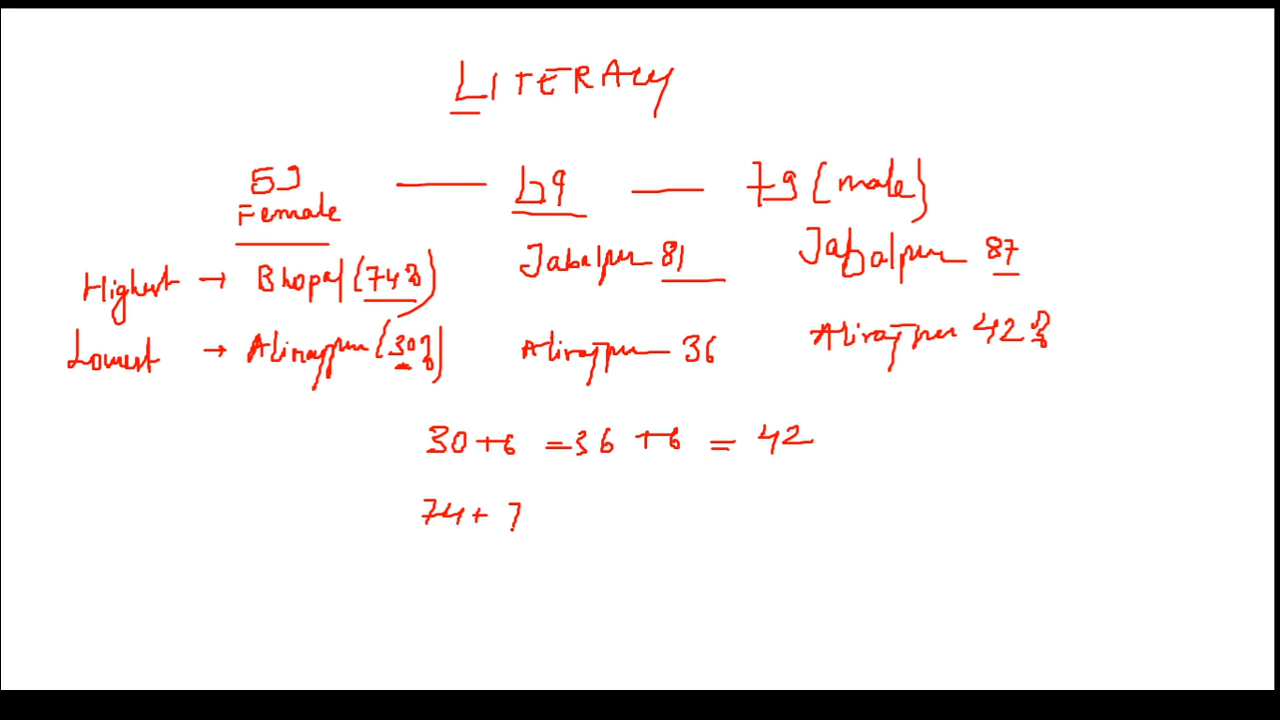 LITERACY
59 — 69 — 79 (male)
Female
Highest → Bhopal (74%) Jabalpur 81 Jabalpur 87
Lowest → Alirajpur (30%) Alirajpur 36 Alirajpur 42%
30+6 =36 +6 = 42
74+ 7